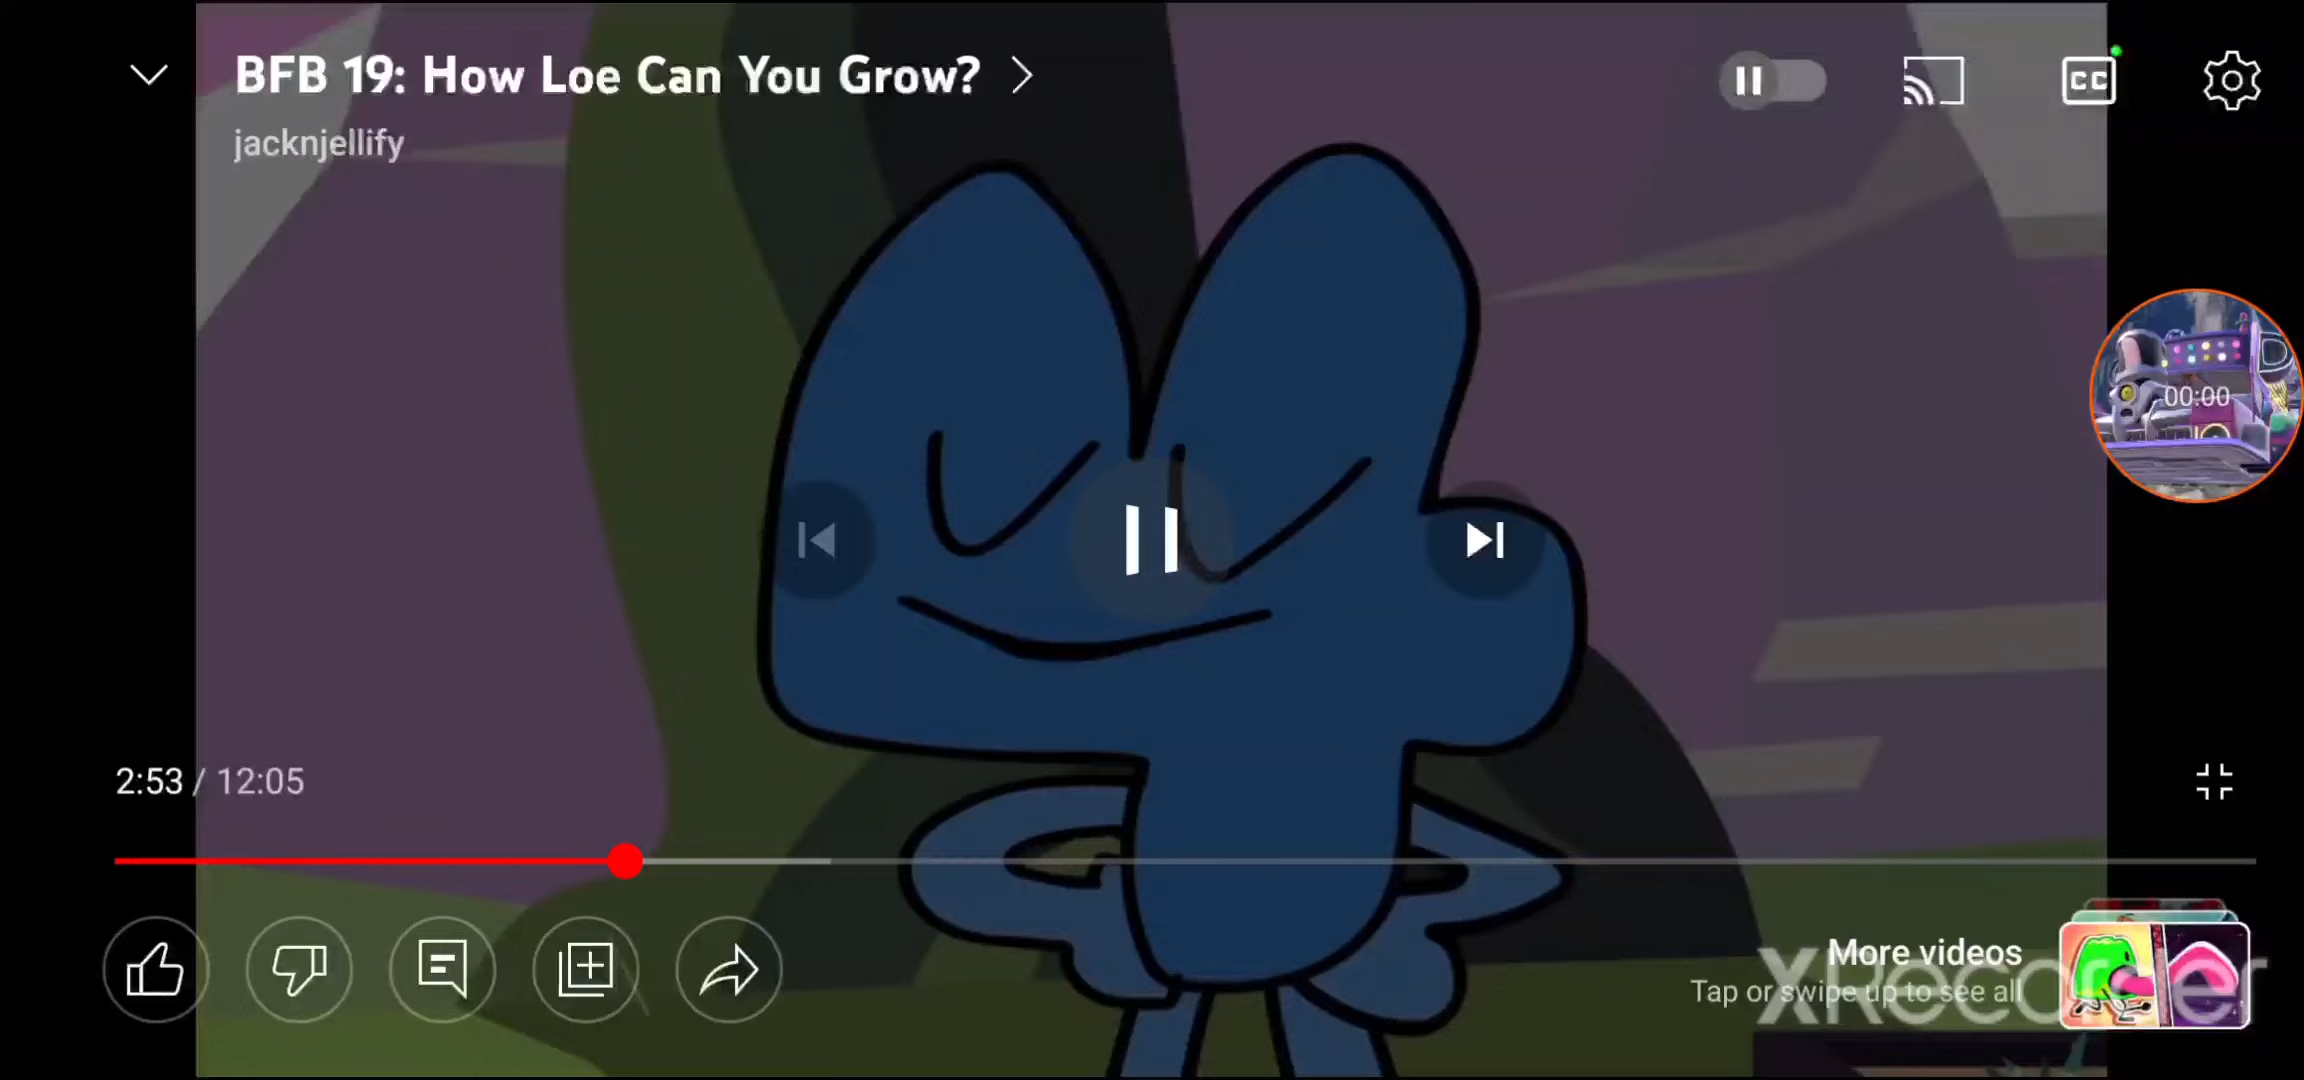 BFB 19: How Loe Can You Grow?
jacknjellify
CC
00:00
2:53 / 12:05
More videos
Tap or swipe up to see all
XRecorder